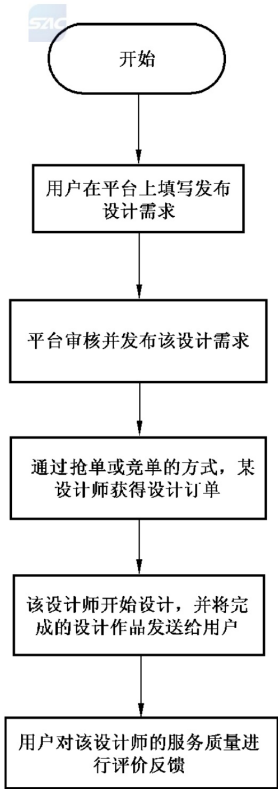 SAC
开始
用户在平台上填写发布
设计需求
平台审核并发布该设计需求
通过抢单或竞单的方式，某
设计师获得设计订单
该设计师开始设计，并将完
成的设计作品发送给用户
用户对该设计师的服务质量进
行评价反馈